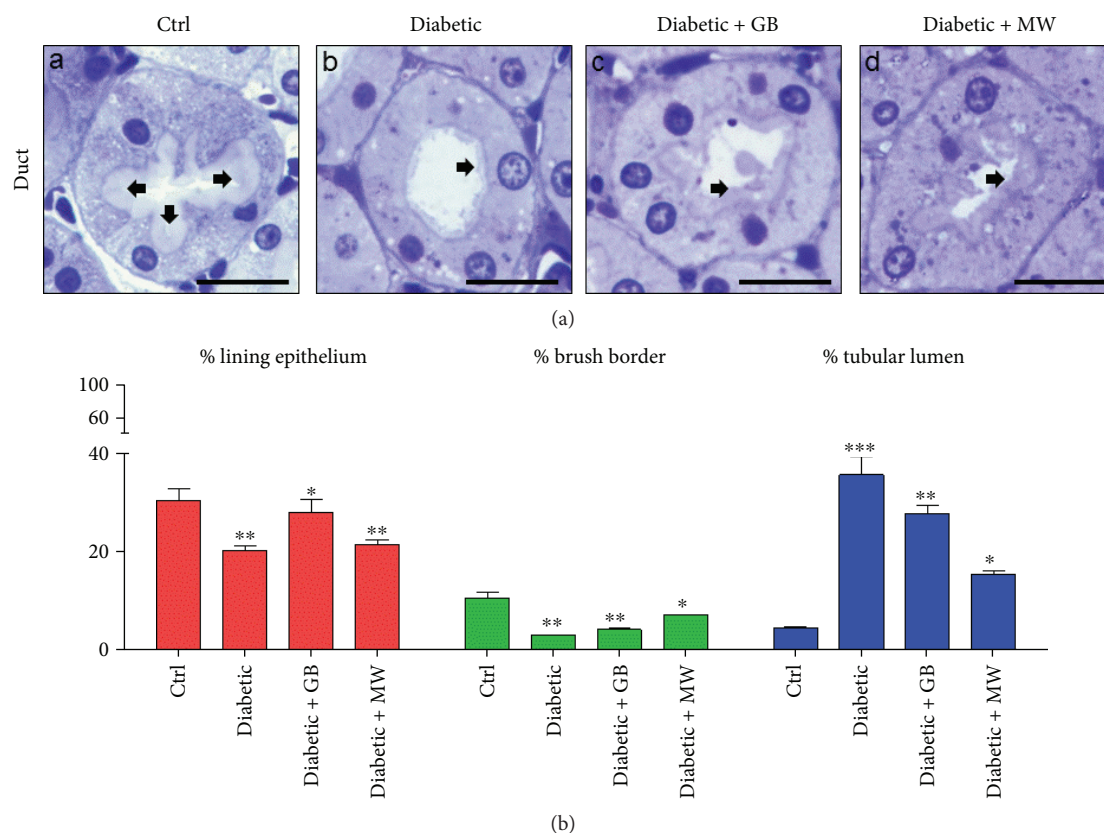 Ctrl Diabetic Diabetic + GB Diabetic + MW
Duct
a b c d
(a)
% lining epithelium % brush border % tubular lumen
100
60
40
20
0
** * ** ** ** * *** ** *
Ctrl Diabetic Diabetic + GB Diabetic + MW Ctrl Diabetic Diabetic + GB Diabetic + MW Ctrl Diabetic Diabetic + GB Diabetic + MW
(b)